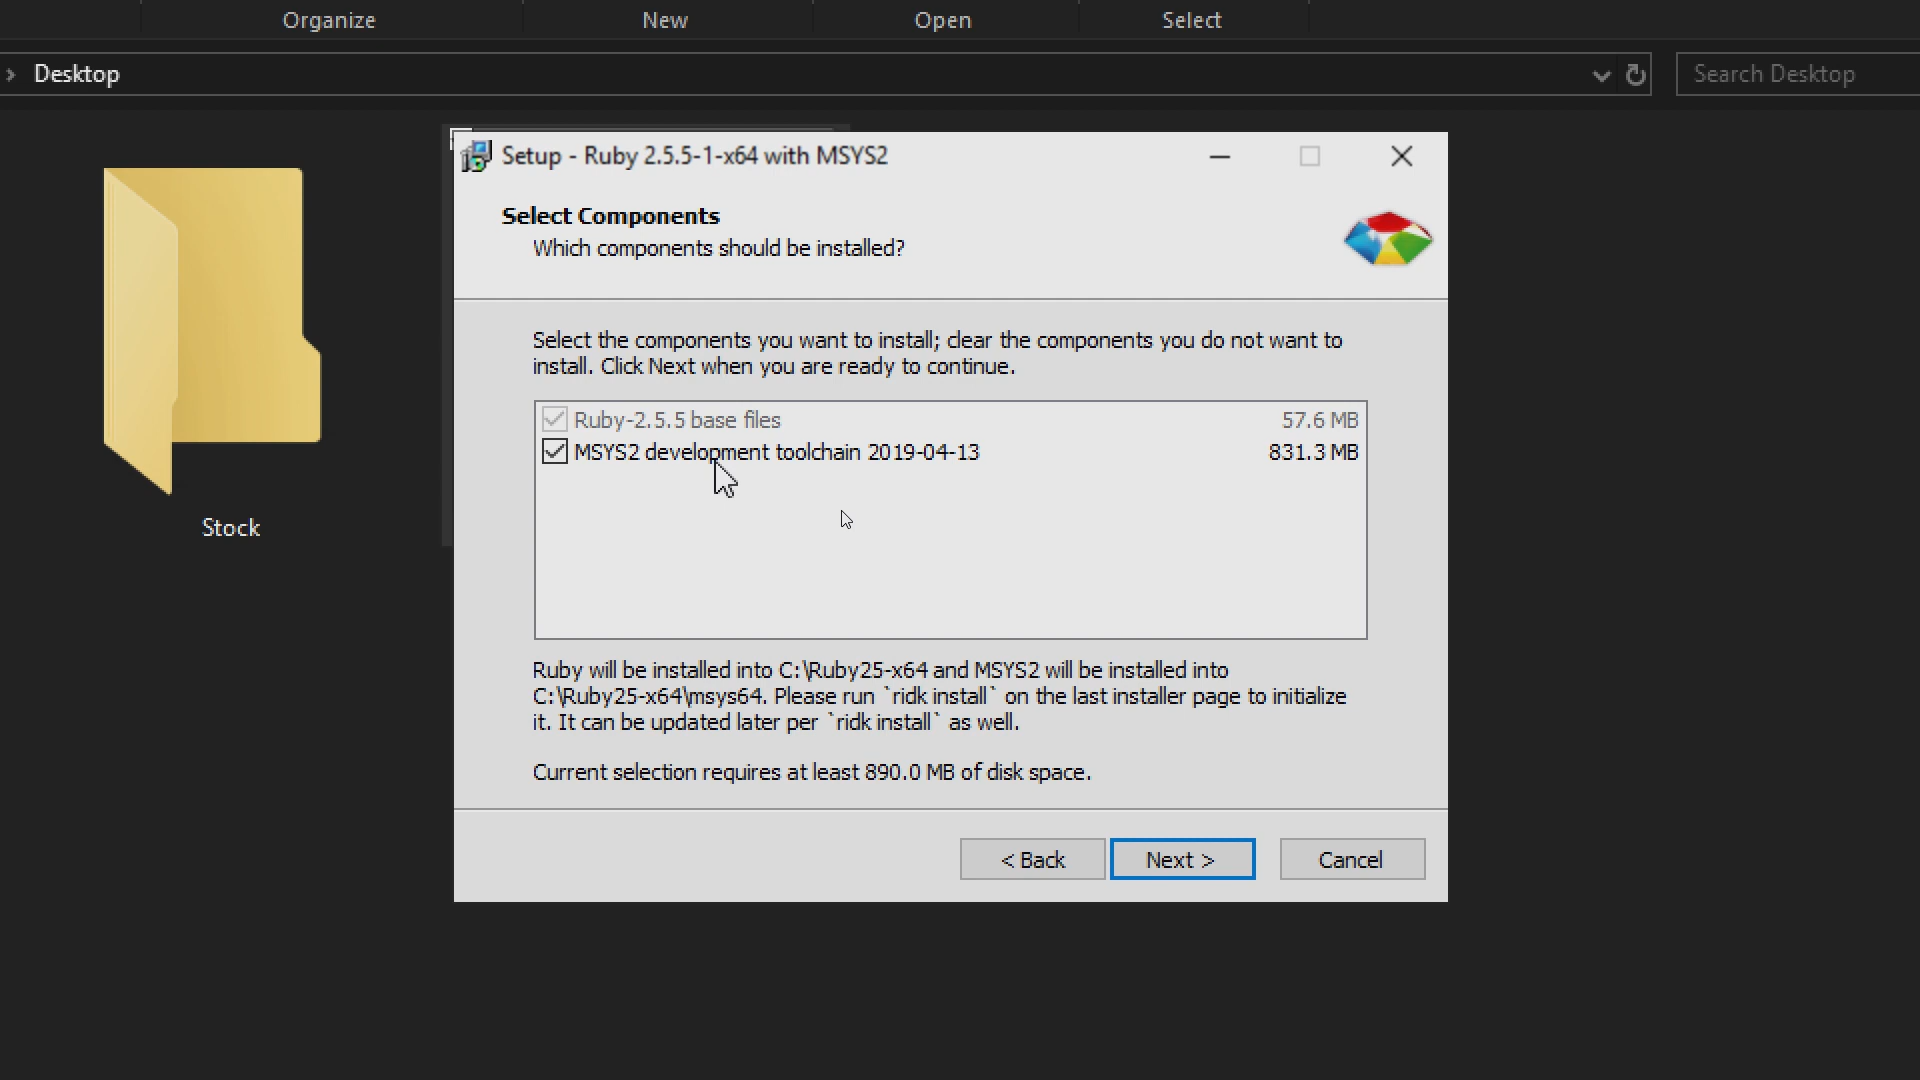 Organize
New
Open
Select
Desktop
Search Desktop
Stock
Setup - Ruby 2.5.5-1-x64 with MSYS2
Select Components
Which components should be installed?
Select the components you want to install; clear the components you do not want to
install. Click Next when you are ready to continue.
Ruby-2.5.5 base files 57.6 MB
MSYS2 development toolchain 2019-04-13 831.3 MB
Ruby will be installed into C:\Ruby25-x64 and MSYS2 will be installed into
C:\Ruby25-x64\msys64. Please run `ridk install` on the last installer page to initialize
it. It can be updated later per `ridk install` as well.
Current selection requires at least 890.0 MB of disk space.
< Back
Next >
Cancel